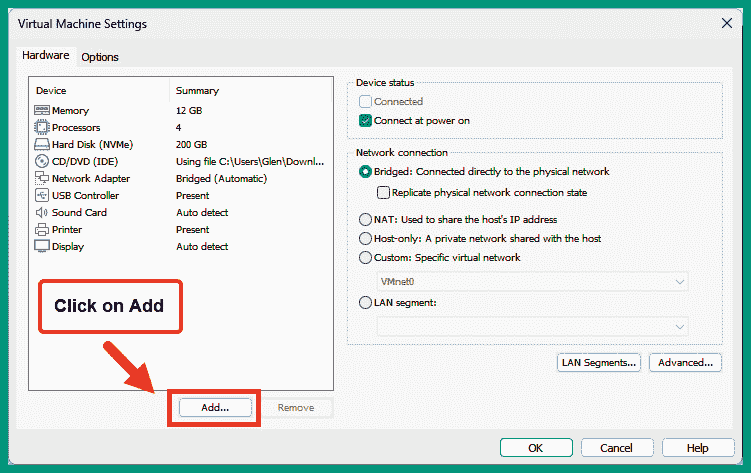 Virtual Machine Settings
Hardware Options
Device Summary
Memory 12 GB
Processors 4
Hard Disk (NVMe) 200 GB
CD/DVD (IDE) Using file C:\Users\Glen\Downl...
Network Adapter Bridged (Automatic)
USB Controller Present
Sound Card Auto detect
Printer Present
Display Auto detect
Click on Add
Add... Remove
Device status
Connected
Connect at power on
Network connection
Bridged: Connected directly to the physical network
Replicate physical network connection state
NAT: Used to share the host's IP address
Host-only: A private network shared with the host
Custom: Specific virtual network
VMnet0
LAN segment:
LAN Segments... Advanced...
OK Cancel Help